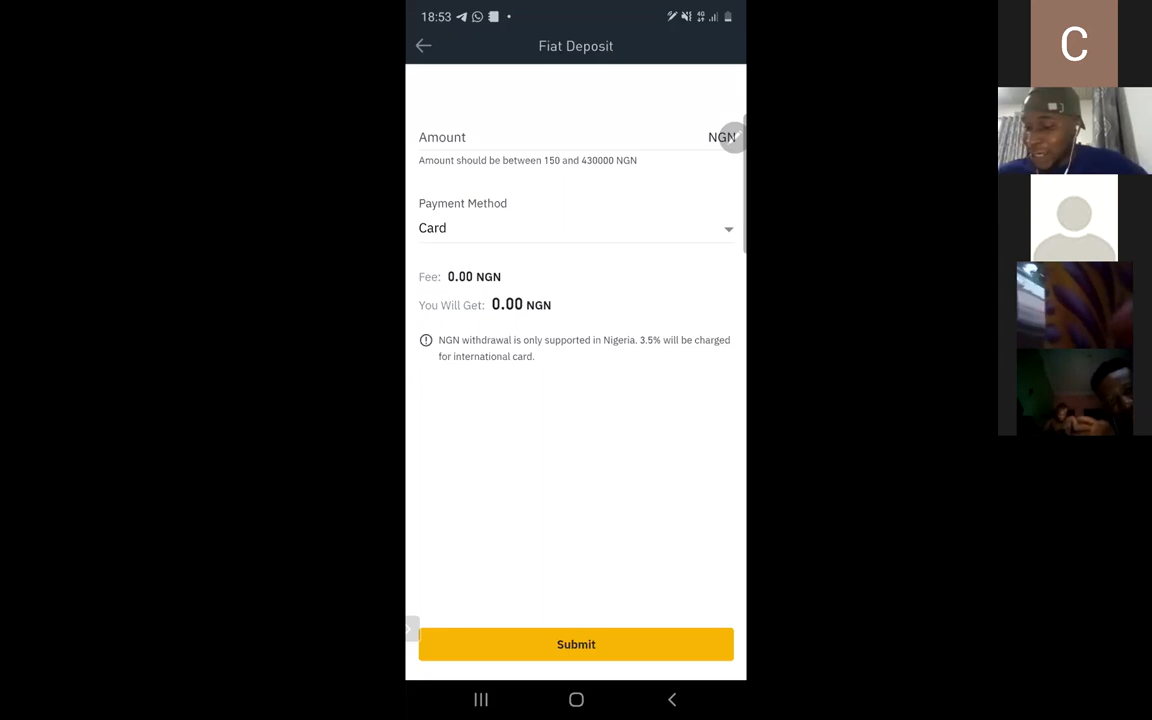 18:53
4G
Fiat Deposit
C
Amount NGN
Amount should be between 150 and 430000 NGN
Payment Method
Card
Fee: 0.00 NGN
You Will Get: 0.00 NGN
NGN withdrawal is only supported in Nigeria. 3.5% will be charged
for international card.
Submit